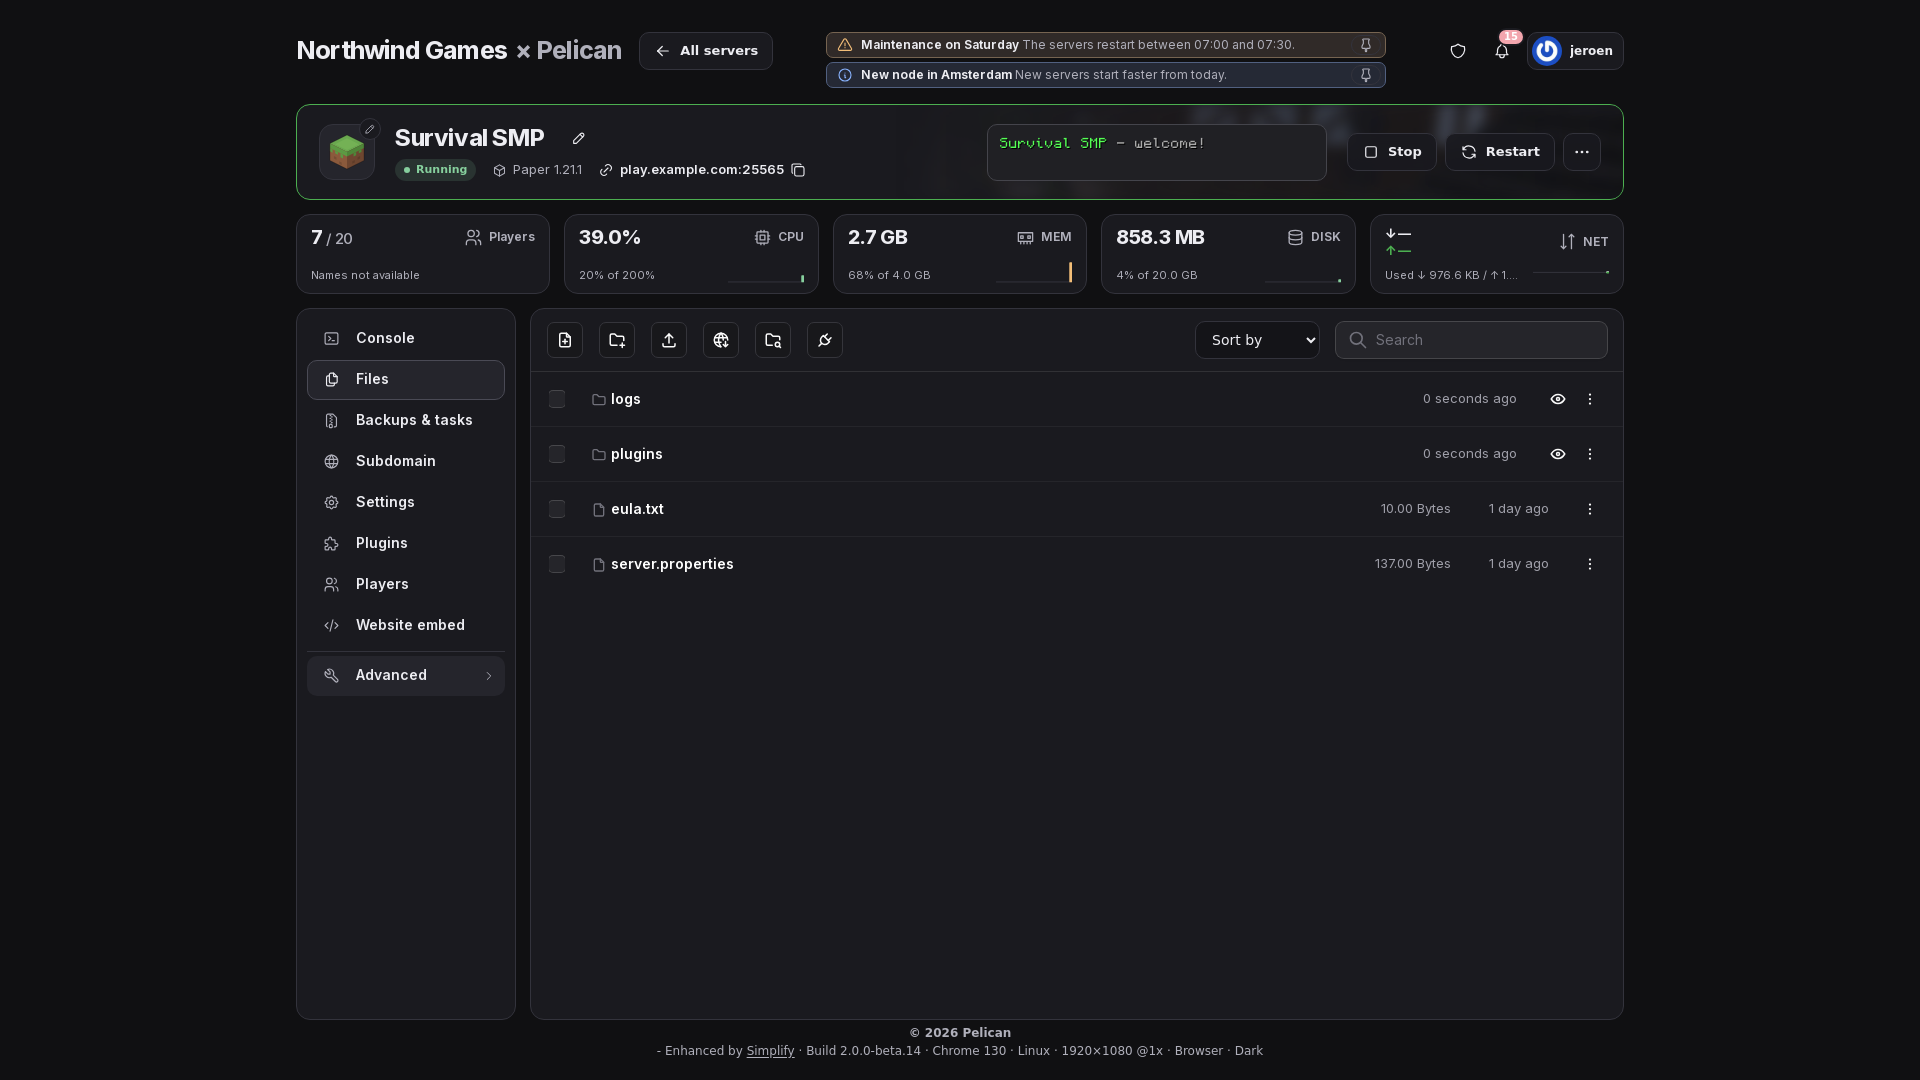 Northwind Games × Pelican
All servers
Maintenance on Saturday The servers restart between 07:00 and 07:30.
New node in Amsterdam New servers start faster from today.
15
jeroen
Survival SMP
Running
Paper 1.21.1
play.example.com:25565
Survival SMP - welcome!
Stop
Restart
7 / 20
Players
Names not available
39.0%
CPU
20% of 200%
2.7 GB
MEM
68% of 4.0 GB
858.3 MB
DISK
4% of 20.0 GB
↓—
↑—
NET
Used ↓ 976.6 KB / ↑ 1....
Console
Files
Backups & tasks
Subdomain
Settings
Plugins
Players
Website embed
Advanced
Sort by
Search
logs
0 seconds ago
plugins
0 seconds ago
eula.txt
10.00 Bytes
1 day ago
server.properties
137.00 Bytes
1 day ago
© 2026 Pelican
- Enhanced by Simplify · Build 2.0.0-beta.14 · Chrome 130 · Linux · 1920×1080 @1x · Browser · Dark